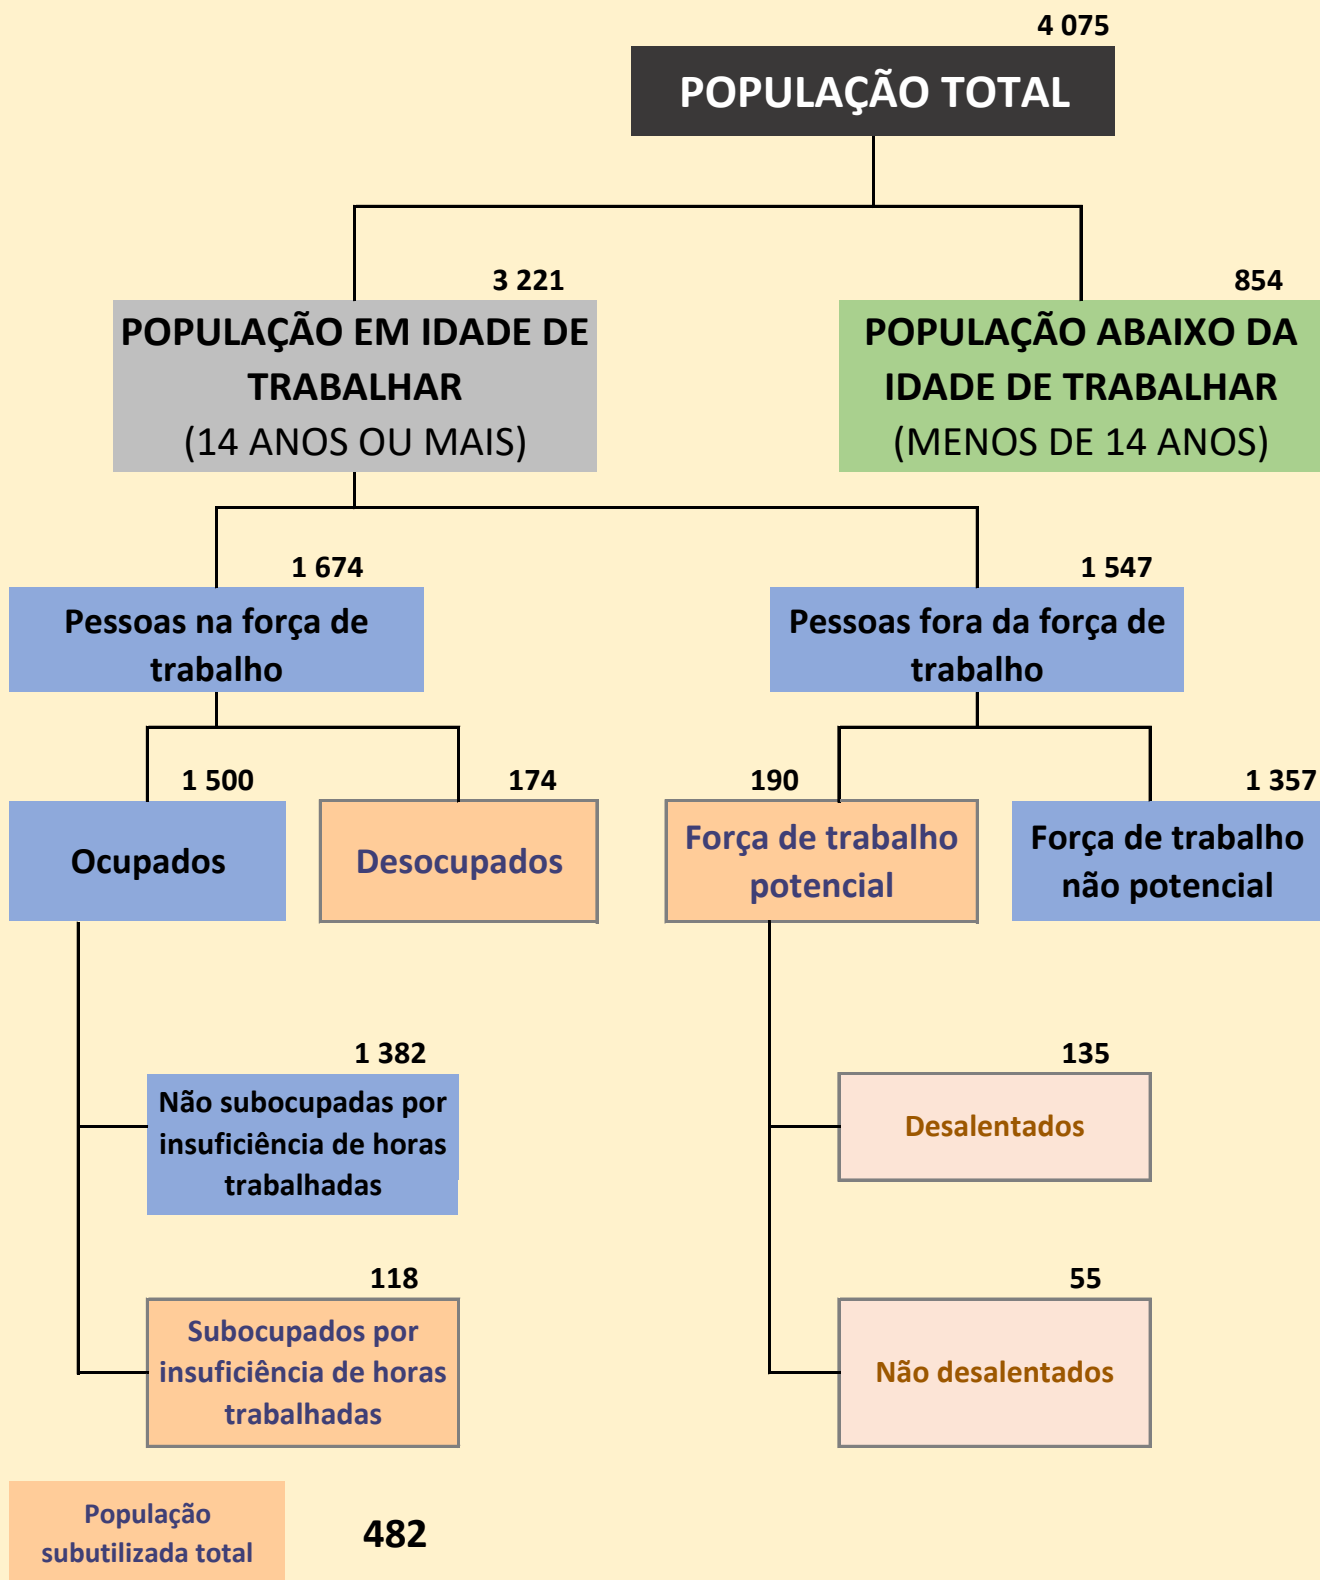 4 075
POPULAÇÃO TOTAL
3 221
POPULAÇÃO EM IDADE DE
TRABALHAR
(14 ANOS OU MAIS)
854
POPULAÇÃO ABAIXO DA
IDADE DE TRABALHAR
(MENOS DE 14 ANOS)
1 674
Pessoas na força de
trabalho
1 547
Pessoas fora da força de
trabalho
1 500
Ocupados
174
Desocupados
190
Força de trabalho
potencial
1 357
Força de trabalho
não potencial
1 382
Não subocupadas por
insuficiência de horas
trabalhadas
135
Desalentados
118
Subocupados por
insuficiência de horas
trabalhadas
55
Não desalentados
População
subutilizada total
482